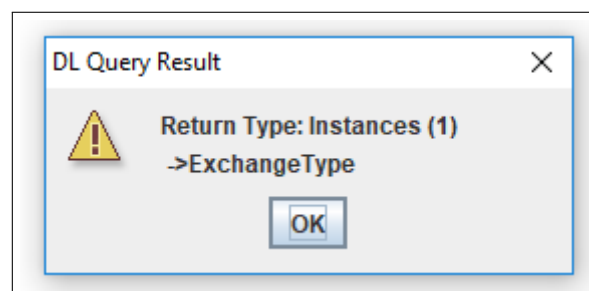 DL Query Result
Return Type: Instances (1)
->ExchangeType
OK